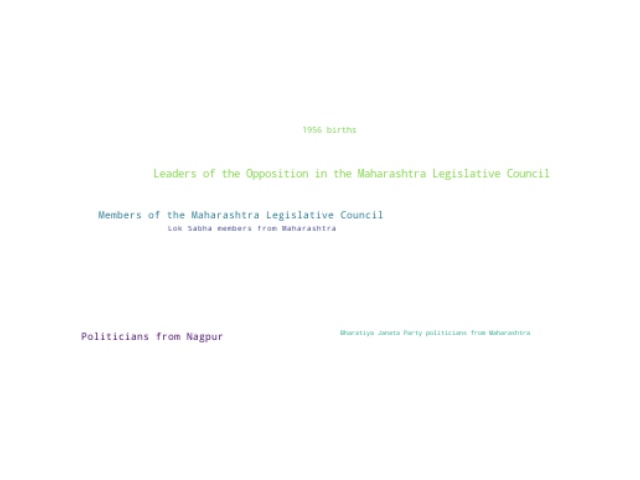 1956 births
Leaders of the Opposition in the Maharashtra Legislative Council
Members of the Maharashtra Legislative Council
Lok Sabha members from Maharashtra
Politicians from Nagpur
Bharatiya Janata Party politicians from Maharashtra